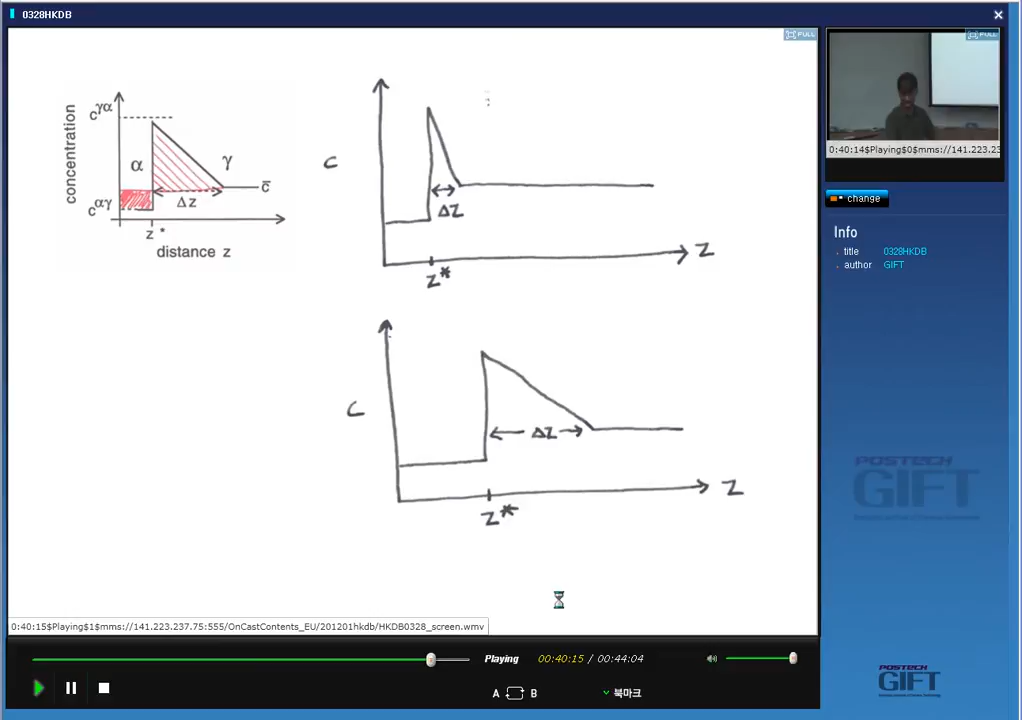 0328HKDB
FULL
FULL
concentration
c^γα
α
γ
c̄
Δz
c^αγ
z*
distance z
C
ΔZ
Z
Z*
C
ΔZ
Z
Z*
0:40:14$Playing$0$mms://141.223.23
change
Info
. title 0328HKDB
. author GIFT
POSTECH
GIFT
0:40:15$Playing$1$mms://141.223.237.75:555/OnCastContents_EU/201201hkdb/HKDB0328_screen.wmv
Playing 00:40:15 / 00:44:04
A B 북마크
POSTECH
GIFT